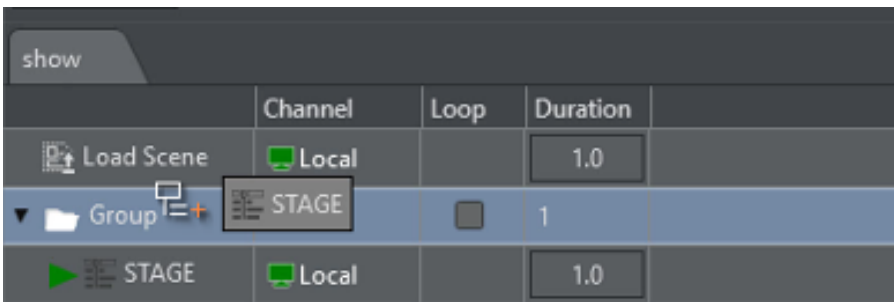 show
Channel Loop Duration
Load Scene Local 1.0
Group STAGE 1
STAGE Local 1.0